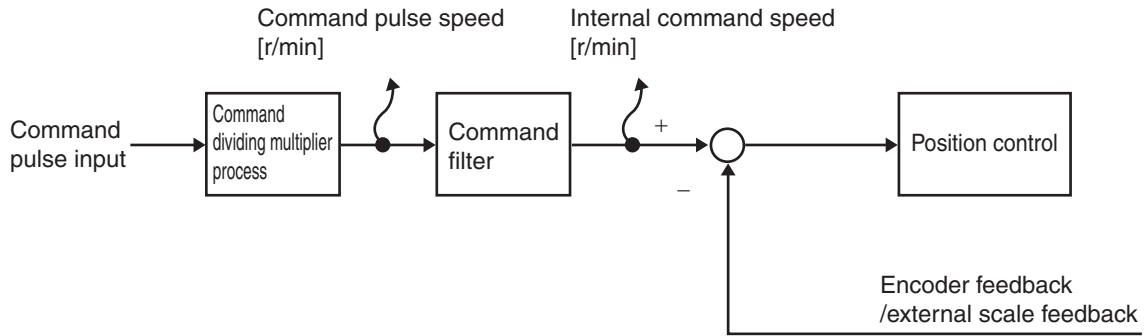 Command pulse speed
[r/min]
Internal command speed
[r/min]
Command
pulse input
Command
dividing multiplier
process
Command
filter
+
−
Position control
Encoder feedback
/external scale feedback